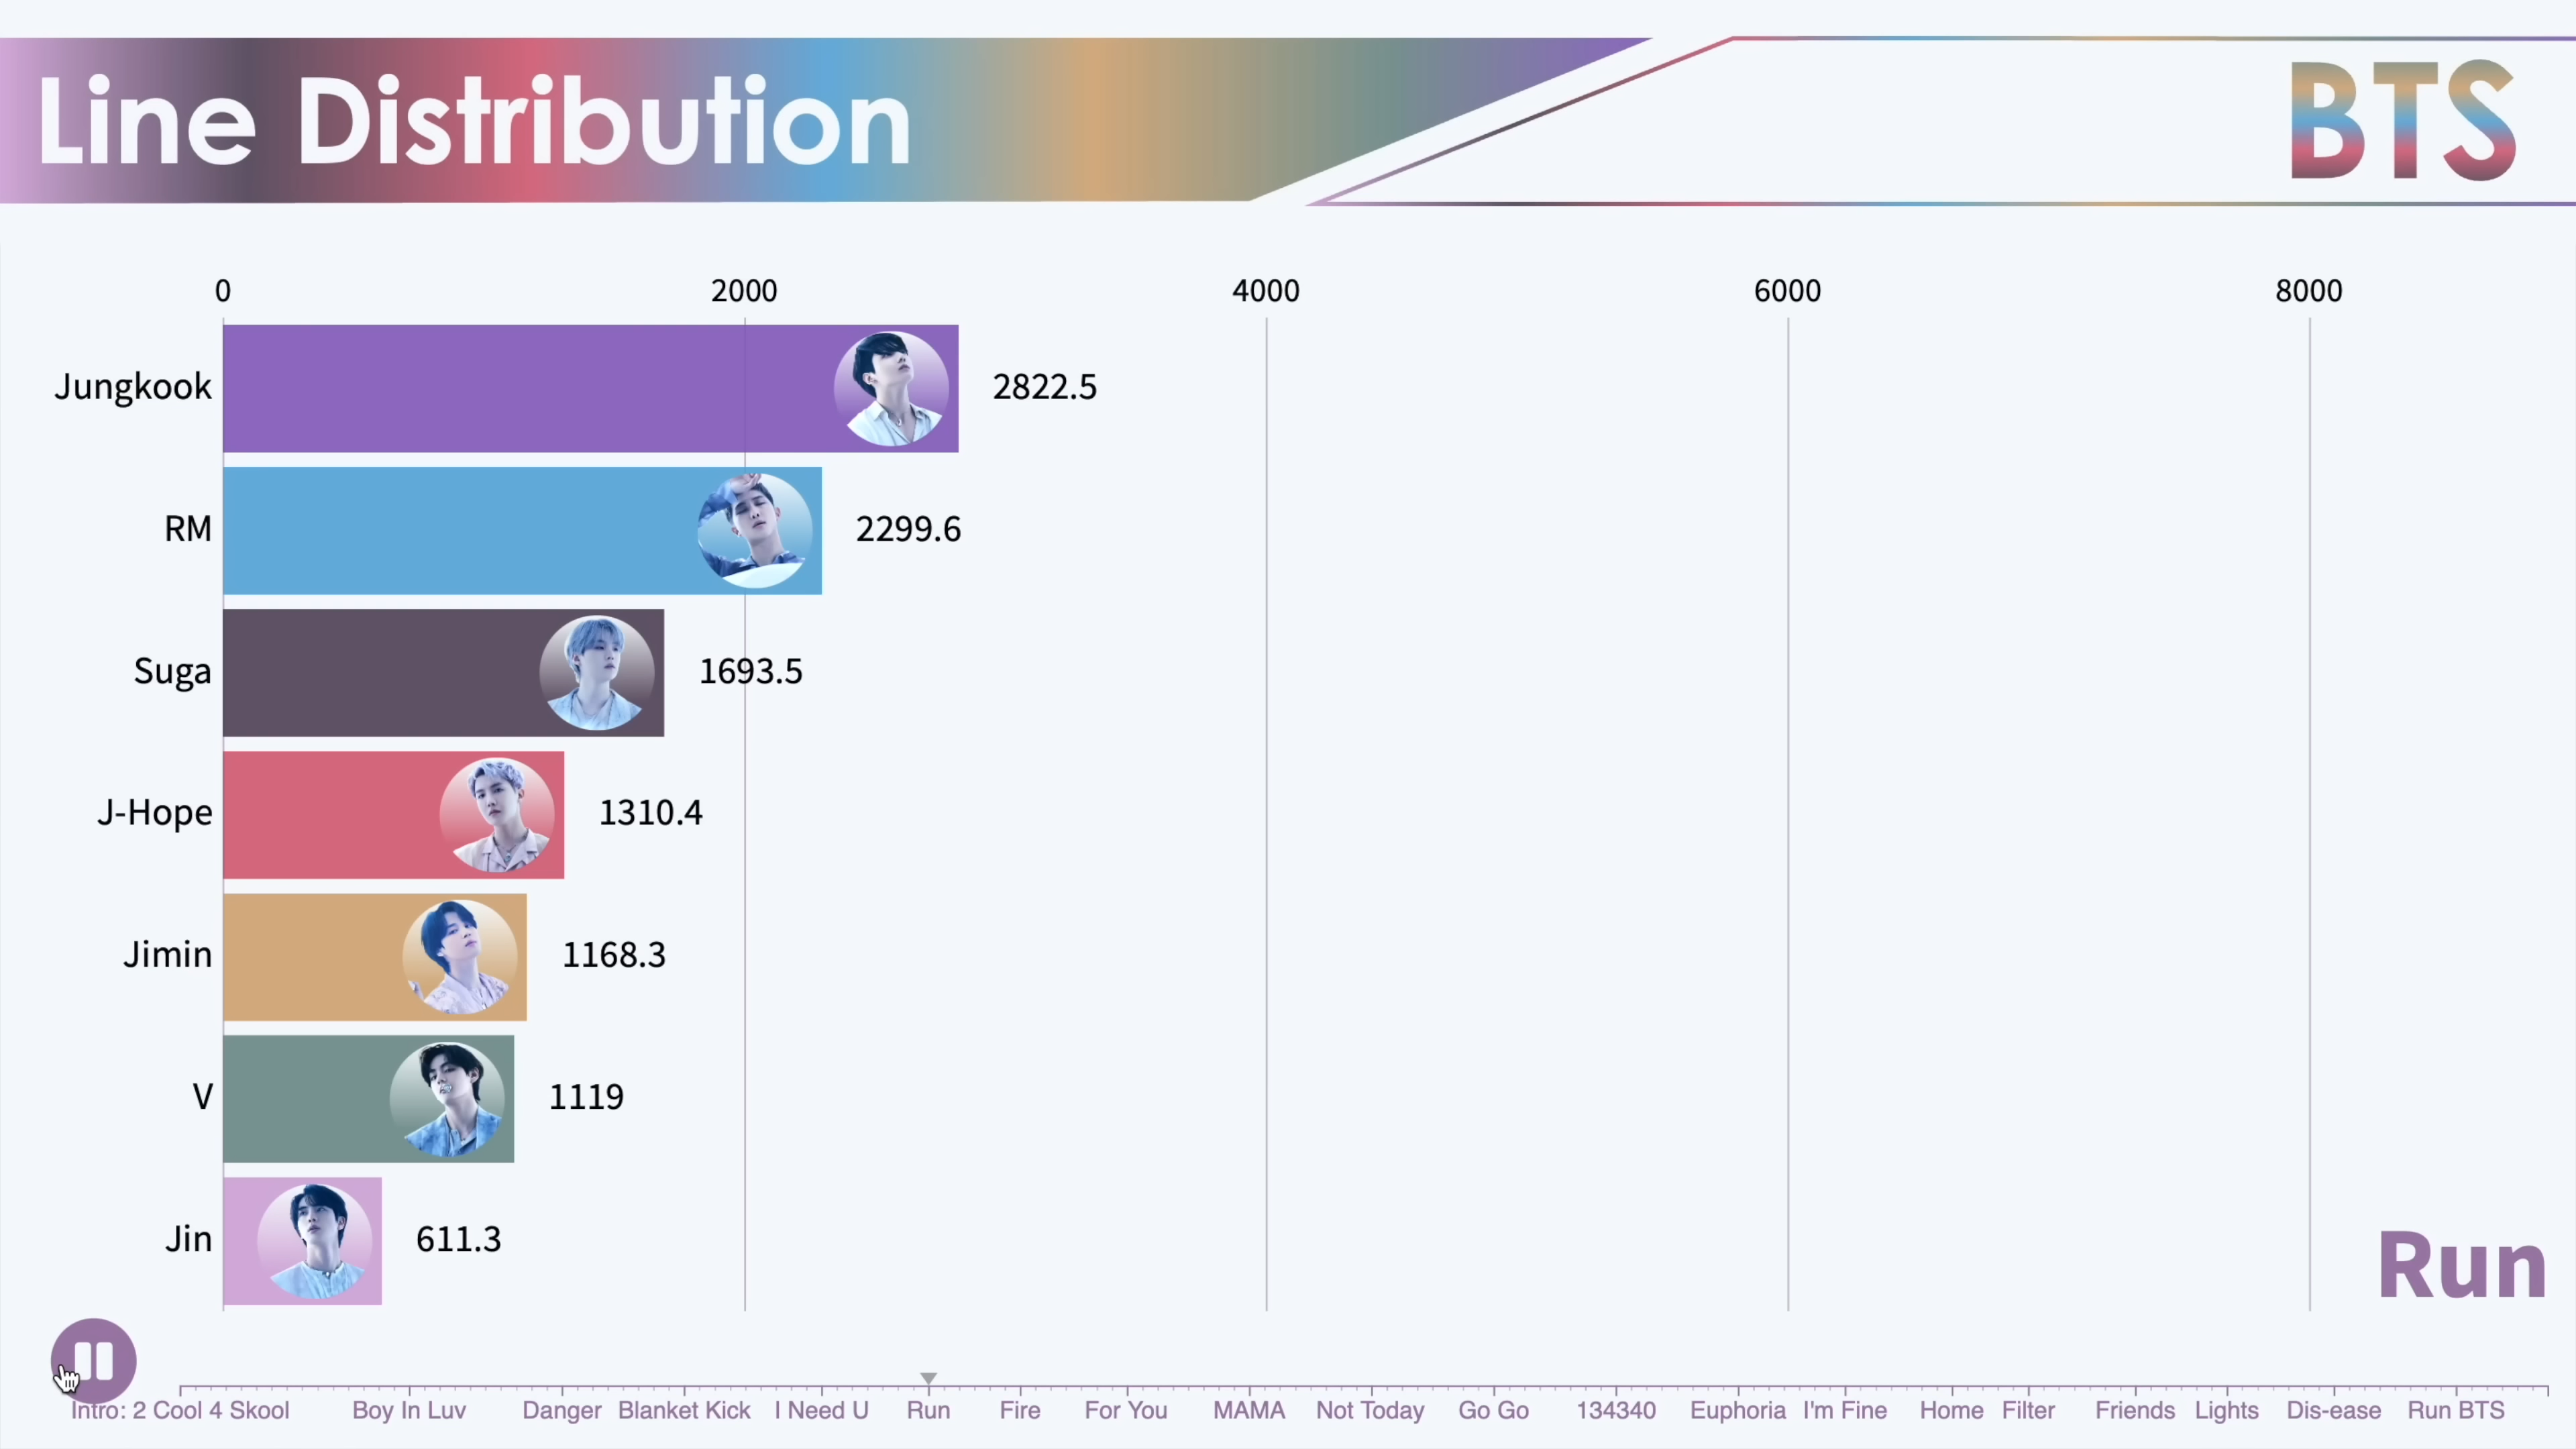 Line Distribution
BTS
0 2000 4000 6000 8000
Jungkook 2822.5
RM 2299.6
Suga 1693.5
J-Hope 1310.4
Jimin 1168.3
V 1119
Jin 611.3
Run
Intro: 2 Cool 4 Skool Boy In Luv Danger Blanket Kick I Need U Run Fire For You MAMA Not Today Go Go 134340 Euphoria I'm Fine Home Filter Friends Lights Dis-ease Run BTS